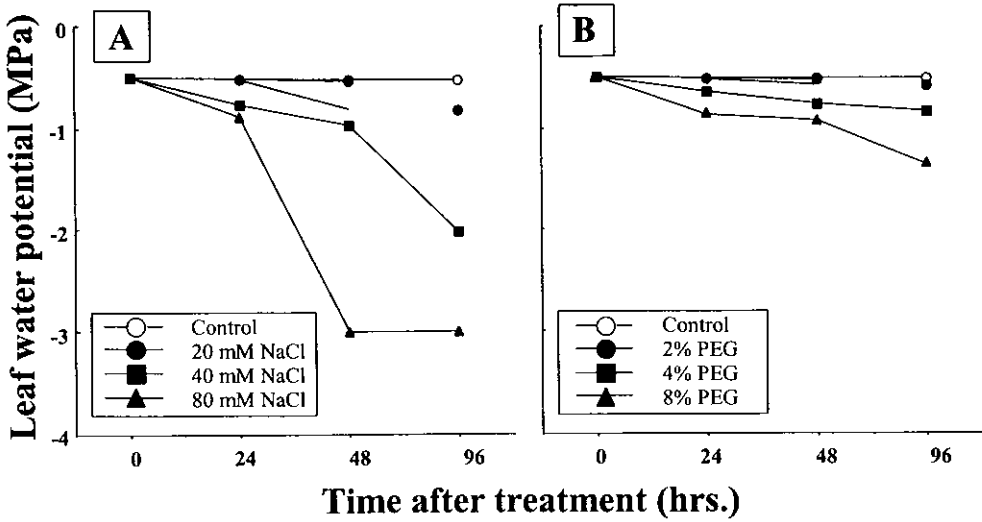 Leaf water potential (MPa)
A
0
-1
-2
-3
-4
Control
20 mM NaCl
40 mM NaCl
80 mM NaCl
0
24
48
96
B
Control
2% PEG
4% PEG
8% PEG
0
24
48
96
Time after treatment (hrs.)